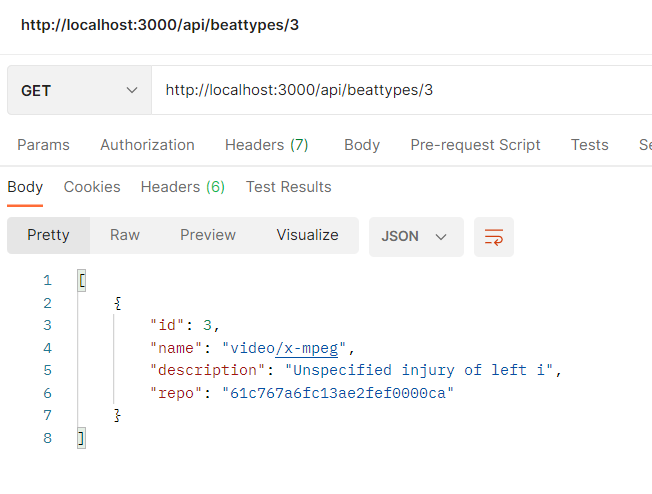 http://localhost:3000/api/beattypes/3
GET http://localhost:3000/api/beattypes/3
Params Authorization Headers (7) Body Pre-request Script Tests Se
Body Cookies Headers (6) Test Results
Pretty Raw Preview Visualize JSON
1 [
2 {
3 "id": 3,
4 "name": "video/x-mpeg",
5 "description": "Unspecified injury of left i",
6 "repo": "61c767a6fc13ae2fef0000ca"
7 }
8 ]